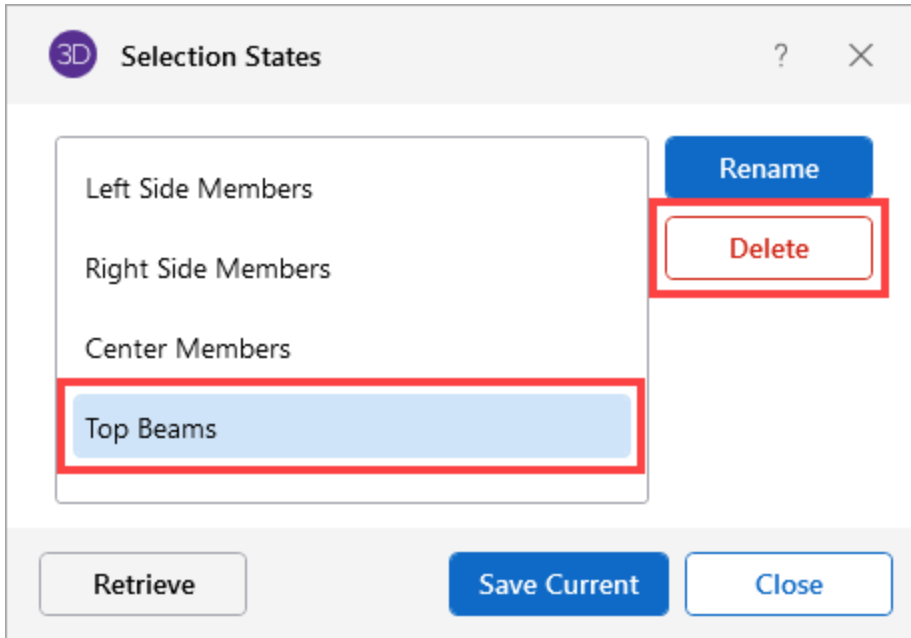 3D Selection States ?
Left Side Members
Rename
Delete
Right Side Members
Center Members
Top Beams
Retrieve
Save Current
Close